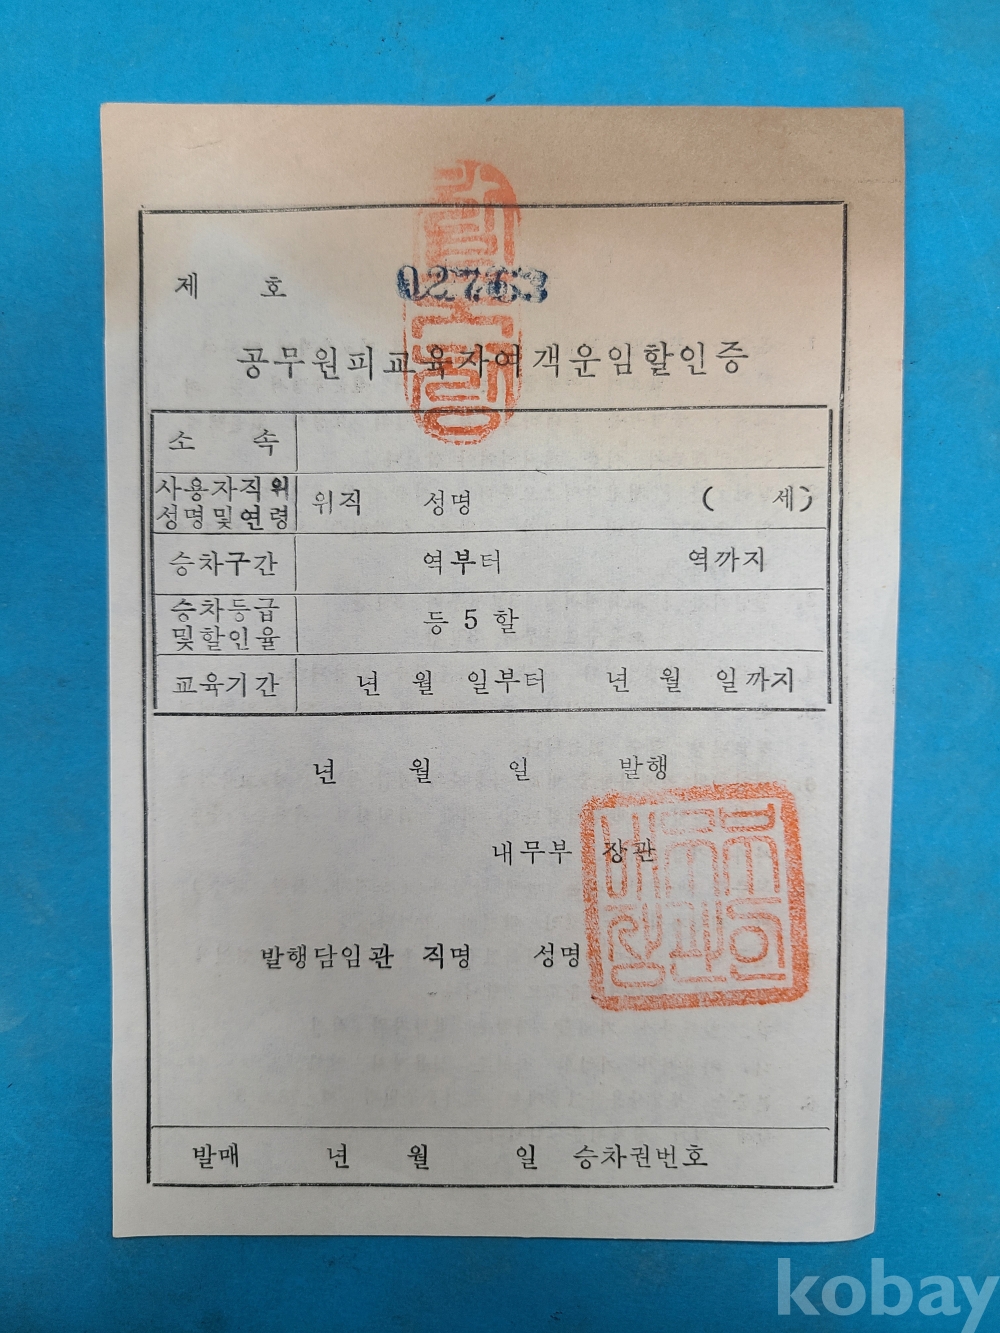 제 호 02763
공무원피교육자여객운임할인증
소 속
사용자직위
성명및연령
위직 성명 ( 세)
승차구간 역부터 역까지
승차등급
및할인율
등 5 할
교육기간 년 월 일부터 년 월 일까지
년 월 일 발행
내무부 장관
발행담임관 직명 성명
발매 년 월 일 승차권번호
kobay